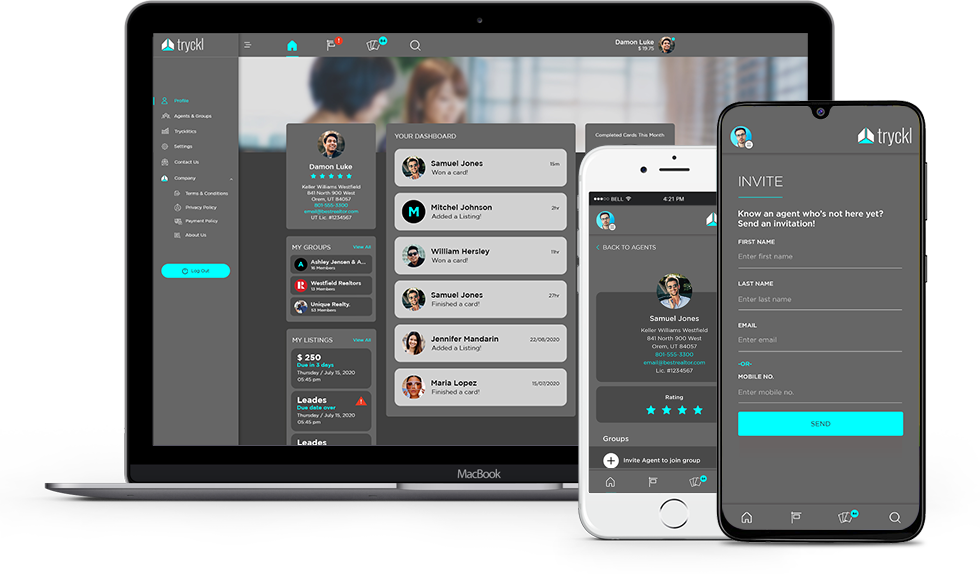 tryckl
Damon Luke
$ 19.75
Profile
Agents & Groups
Tryckltics
Settings
Contact Us
Company
Terms & Conditions
Privacy Policy
Payment Policy
About Us
Log Out
Damon Luke
Keller Williams Westfield
841 North 900 West
Orem, UT 84057
801-555-3300
email@bestrealtor.com
UT Lic. #1234567
MY GROUPS
View All
Ashley Jensen & A...
16 Members
Westfield Realtors
12 Members
Unique Realty.
53 Members
MY LISTINGS
View All
$ 250
Due in 3 days
Thursday / July 15, 2020
05:45 pm
Leades
Due date over
Thursday / July 15, 2020
05:45 pm
Leades
YOUR DASHBOARD
Samuel Jones
15m
Won a card!
M
Mitchel Johnson
2hr
Added a Listing!
William Hersley
11hr
Won a card!
Samuel Jones
27hr
Finished a card!
Jennifer Mandarin
22/08/2020
Added a Listing!
Maria Lopez
15/07/2020
Finished a card!
Completed Cards This Month
MacBook
BELL
4:21 PM
BACK TO AGENTS
Samuel Jones
Keller Williams Westfield
841 North 900 West
Orem, UT 84057
801-555-3300
email@bestrealtor.com
Lic. #1234567
Rating
Groups
Invite Agent to join group
tryckl
INVITE
Know an agent who's not here yet?
Send an invitation!
FIRST NAME
Enter first name
LAST NAME
Enter last name
EMAIL
Enter email
-OR-
MOBILE NO.
Enter mobile no.
SEND